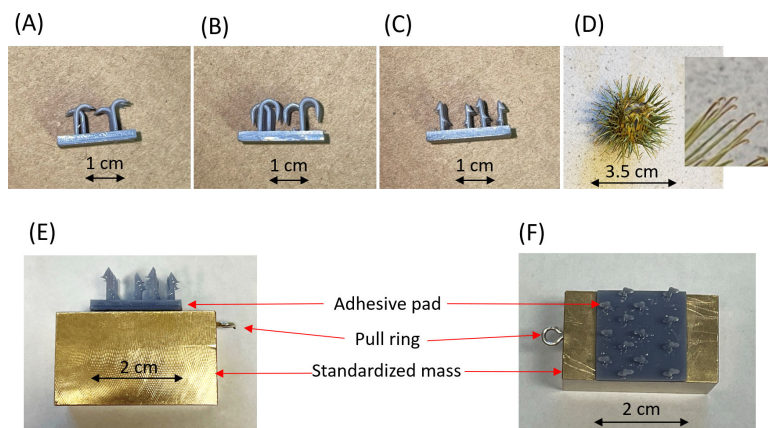 (A)
(B)
(C)
(D)
1 cm
1 cm
1 cm
3.5 cm
(E)
(F)
Adhesive pad
Pull ring
Standardized mass
2 cm
2 cm